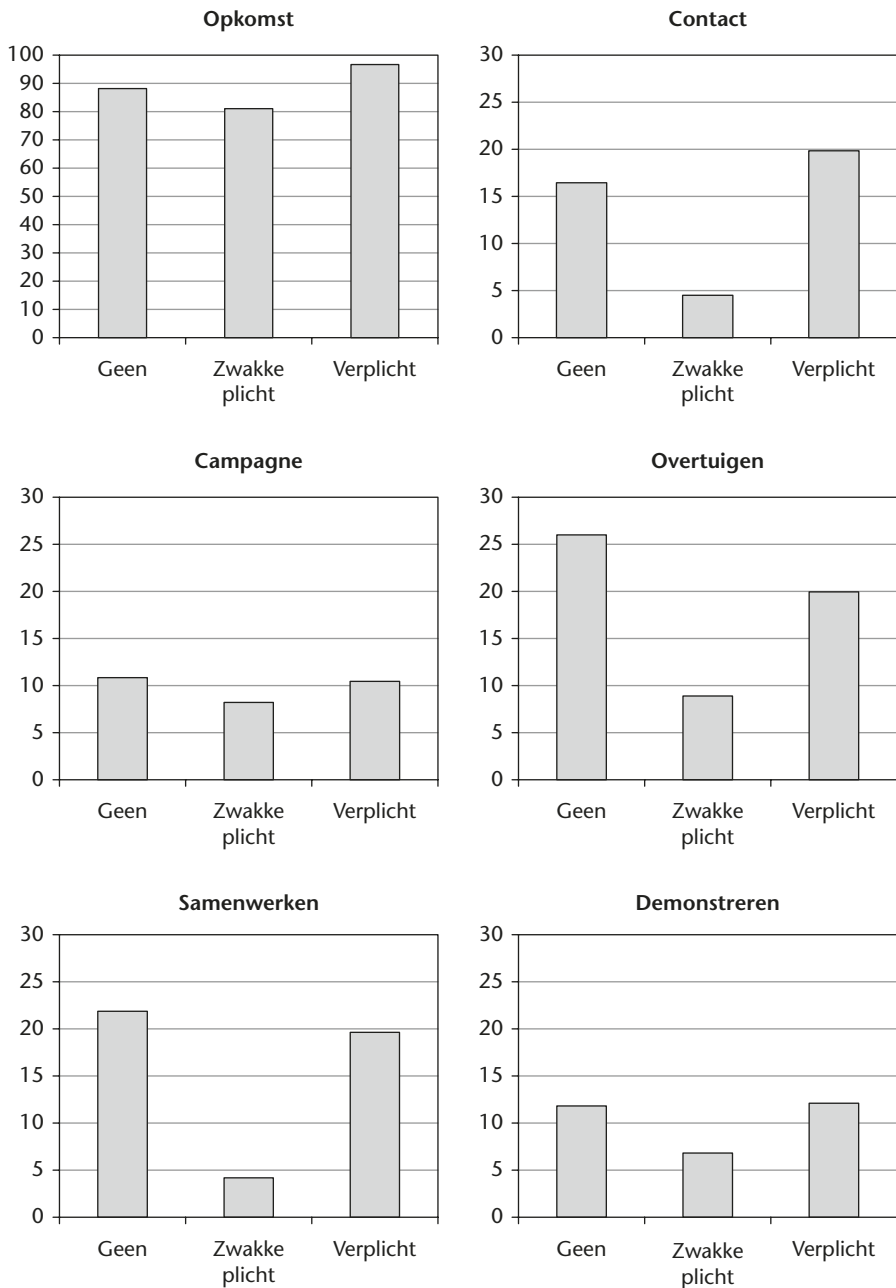 Opkomst
100
90
80
70
60
50
40
30
20
10
0
Geen
Zwakke
plicht
Verplicht
Contact
30
25
20
15
10
5
0
Geen
Zwakke
plicht
Verplicht
Campagne
30
25
20
15
10
5
0
Geen
Zwakke
plicht
Verplicht
Overtuigen
30
25
20
15
10
5
0
Geen
Zwakke
plicht
Verplicht
Samenwerken
30
25
20
15
10
5
0
Geen
Zwakke
plicht
Verplicht
Demonstreren
30
25
20
15
10
5
0
Geen
Zwakke
plicht
Verplicht